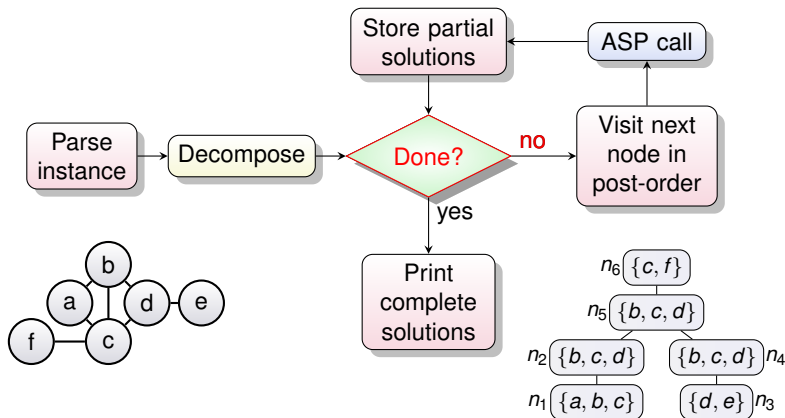 Store partial
solutions
ASP call
Parse
instance
Decompose
Done?
no
Visit next
node in
post-order
yes
Print
complete
solutions
b
a
d
e
f
c
n6 {c, f}
n5 {b, c, d}
n2 {b, c, d}
{b, c, d} n4
n1 {a, b, c}
{d, e} n3